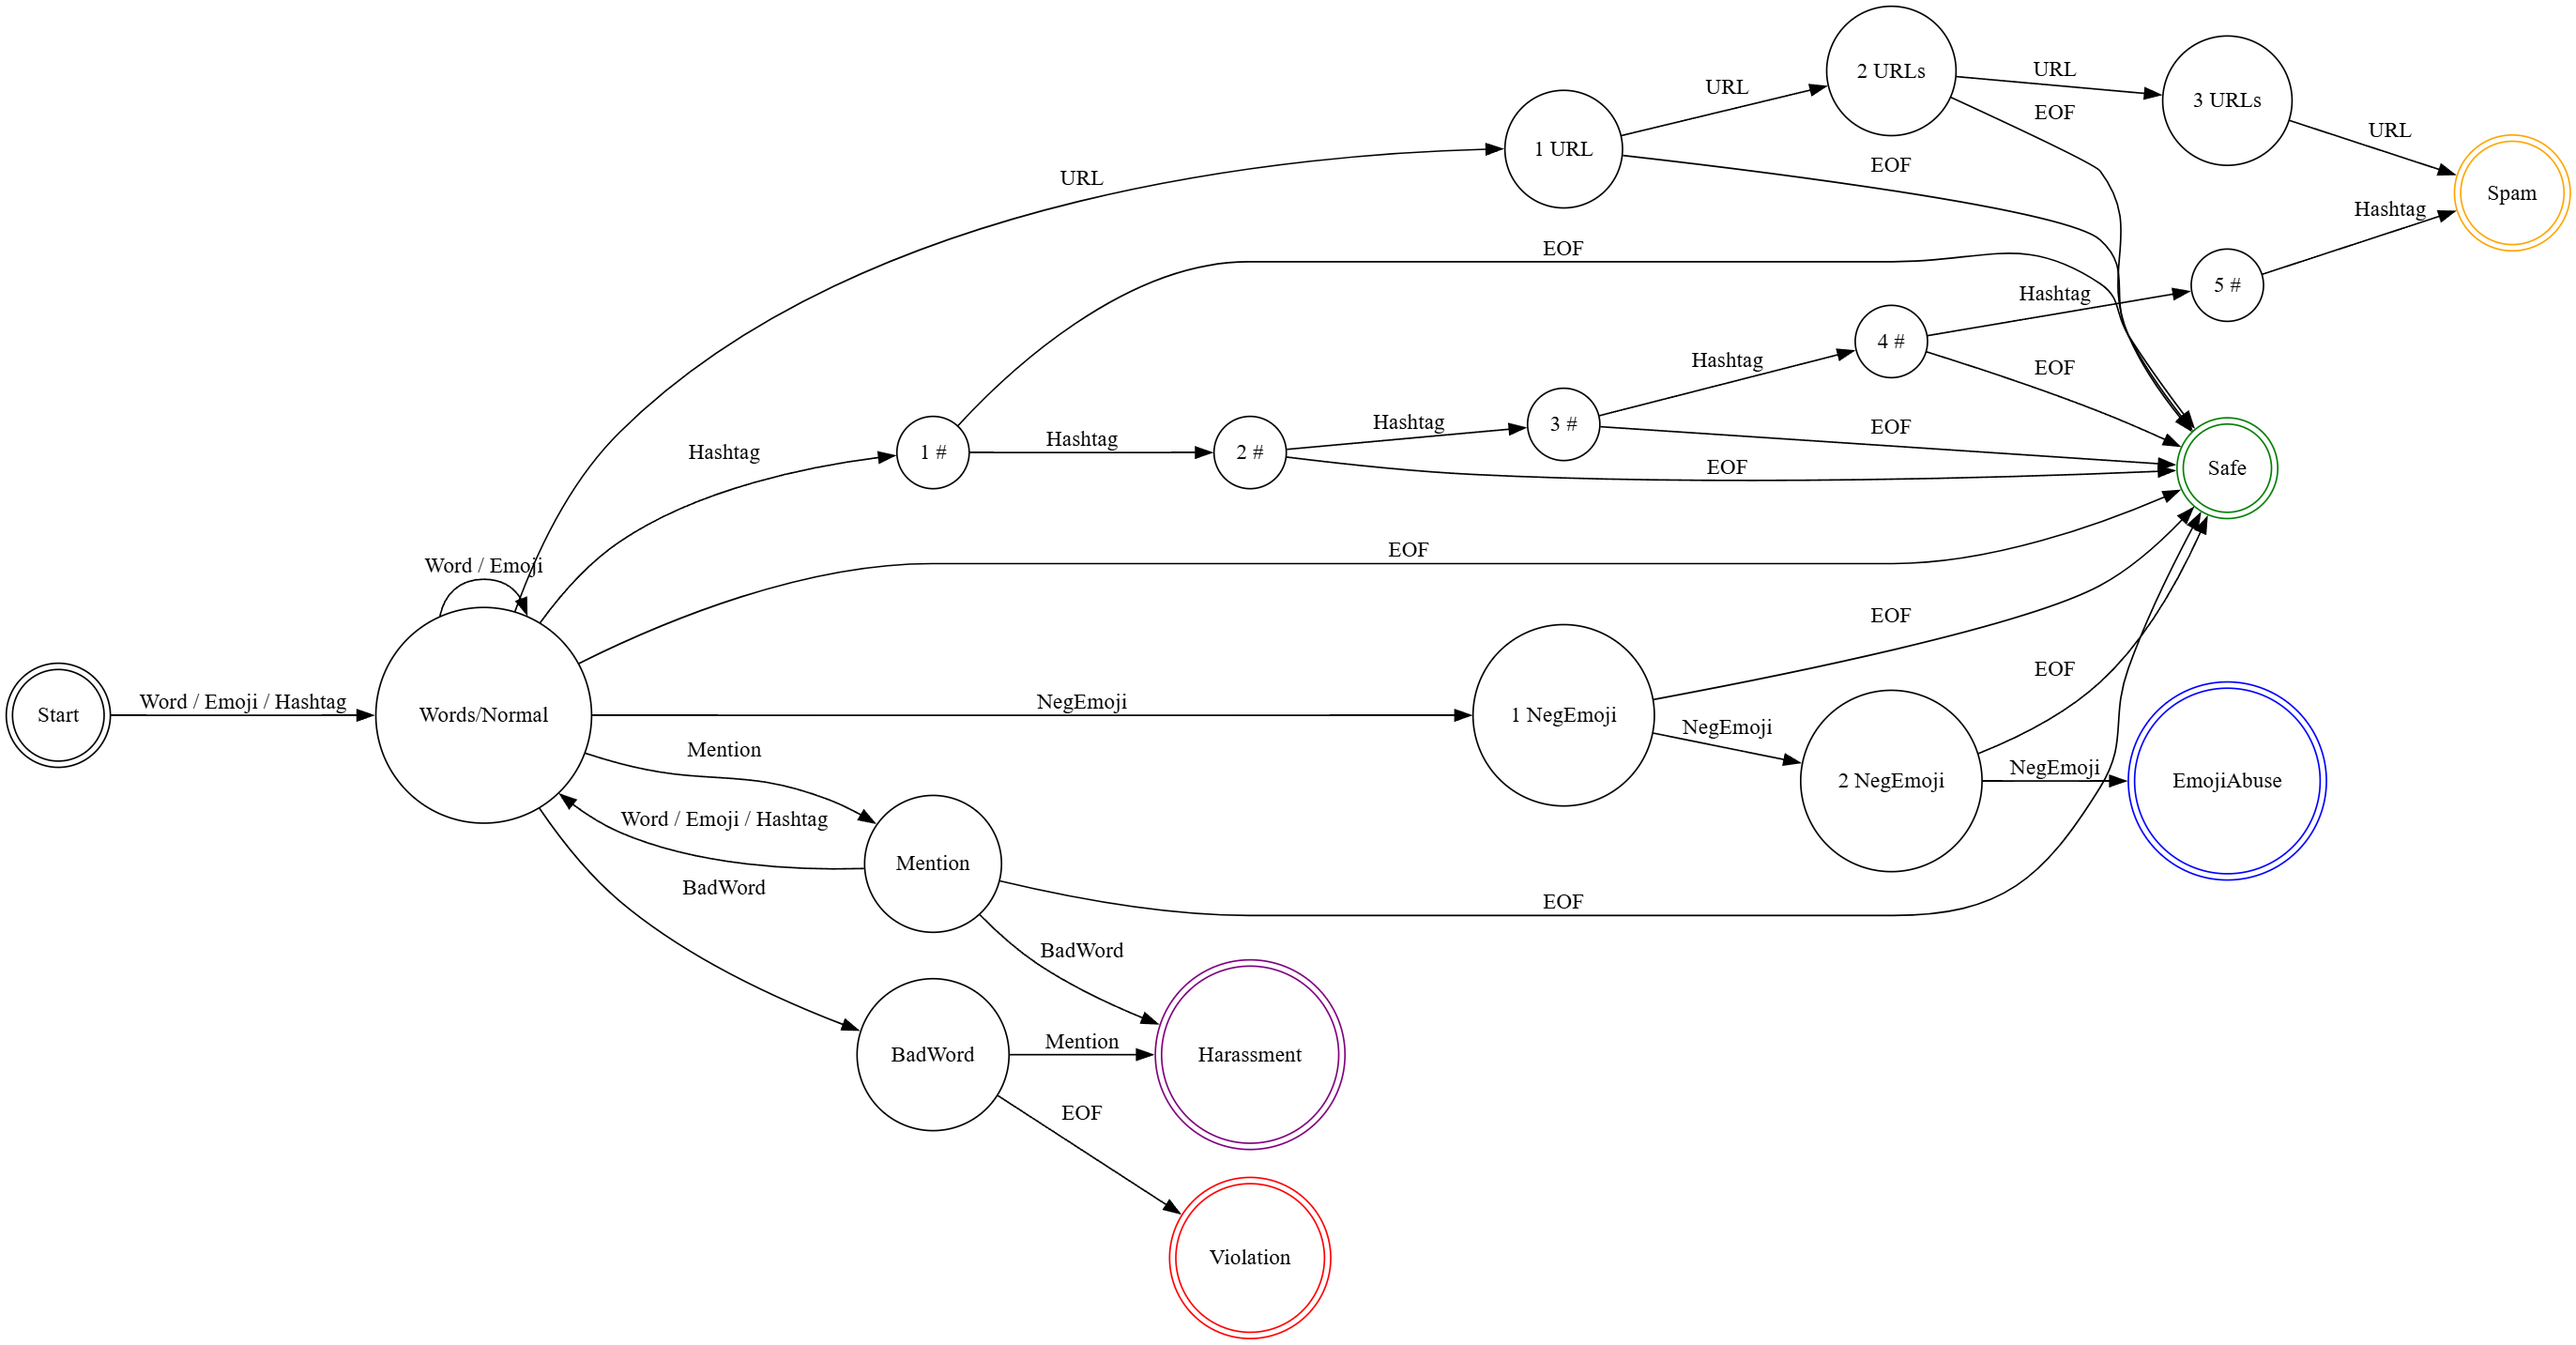 2 URLs
URL
3 URLs
URL
EOF
URL
1 URL
EOF
URL
Spam
Hashtag
EOF
5 #
Hashtag
4 #
Hashtag
EOF
3 #
Hashtag
EOF
1 #
Hashtag
2 #
Hashtag
EOF
Safe
EOF
Word / Emoji
EOF
EOF
Start
Word / Emoji / Hashtag
Words/Normal
NegEmoji
1 NegEmoji
NegEmoji
2 NegEmoji
NegEmoji
EmojiAbuse
Mention
Word / Emoji / Hashtag
Mention
BadWord
EOF
BadWord
BadWord
Mention
Harassment
EOF
Violation